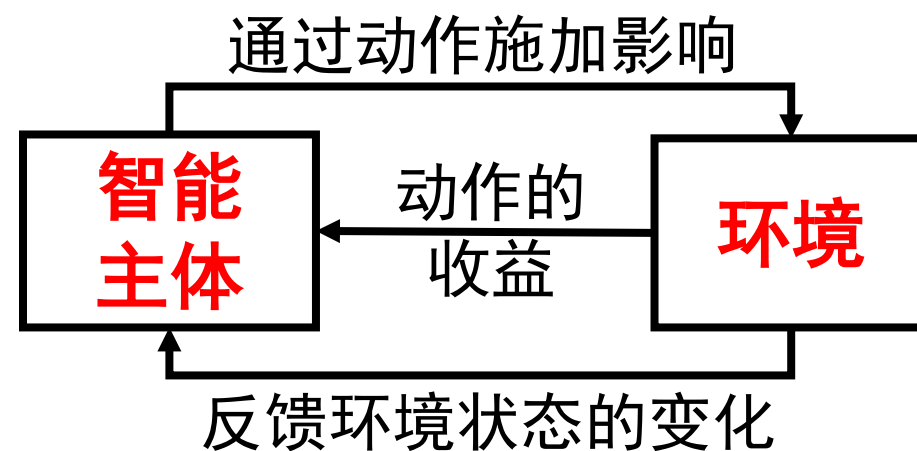 通过动作施加影响
智能
主体
动作的
收益
环境
反馈环境状态的变化